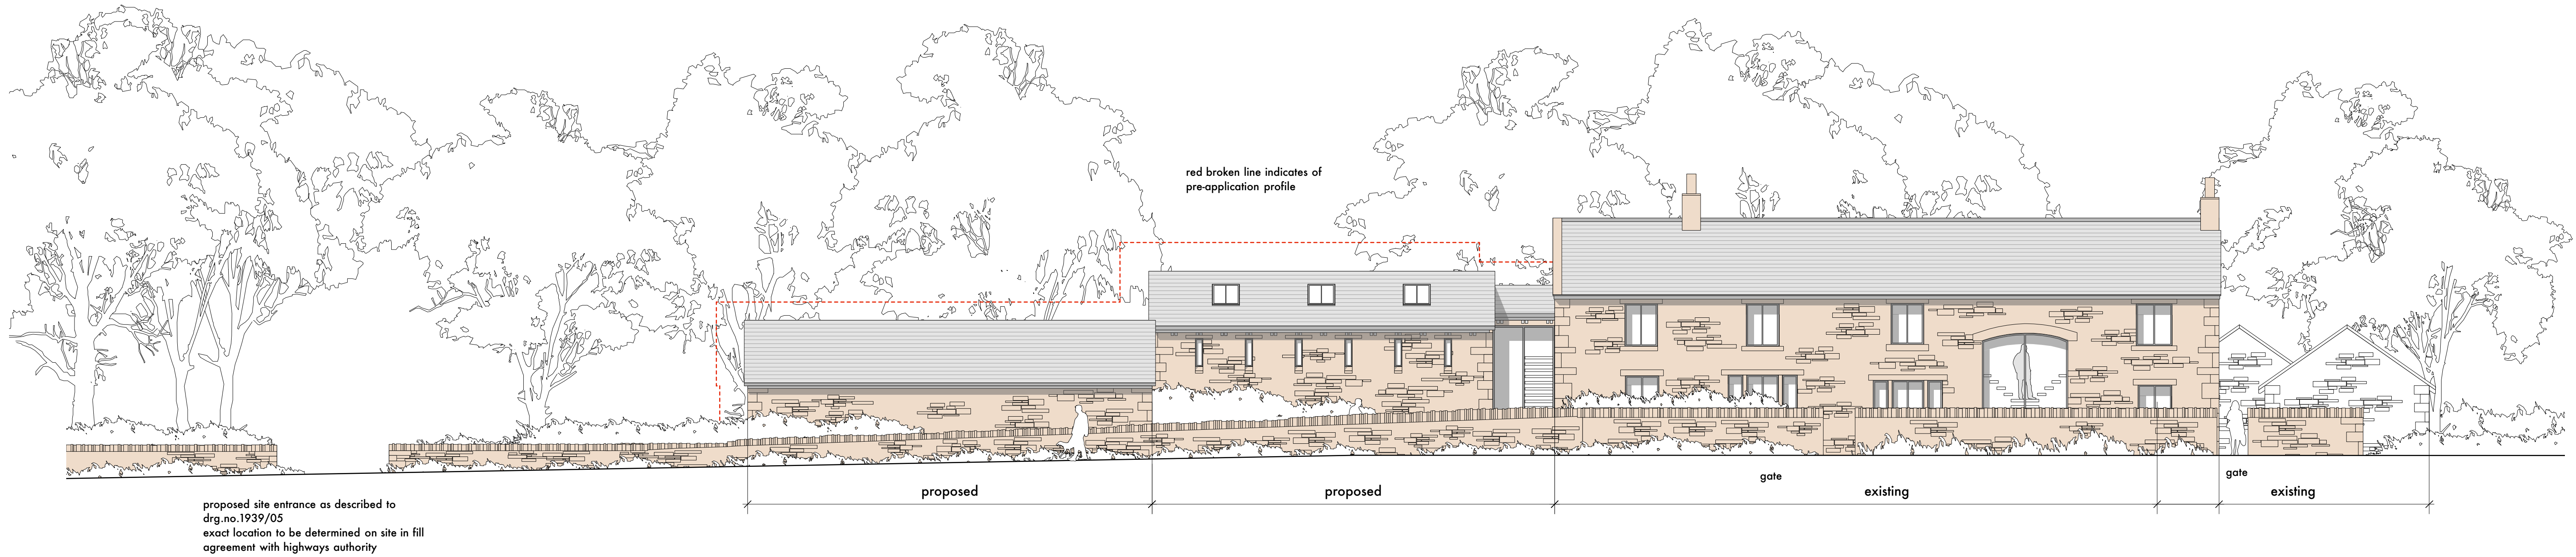 red broken line indicates of
pre-application profile
gate
gate
proposed
proposed
existing
existing
proposed site entrance as described to
drg.no.1939/05
exact location to be determined on site in fill
agreement with highways authority